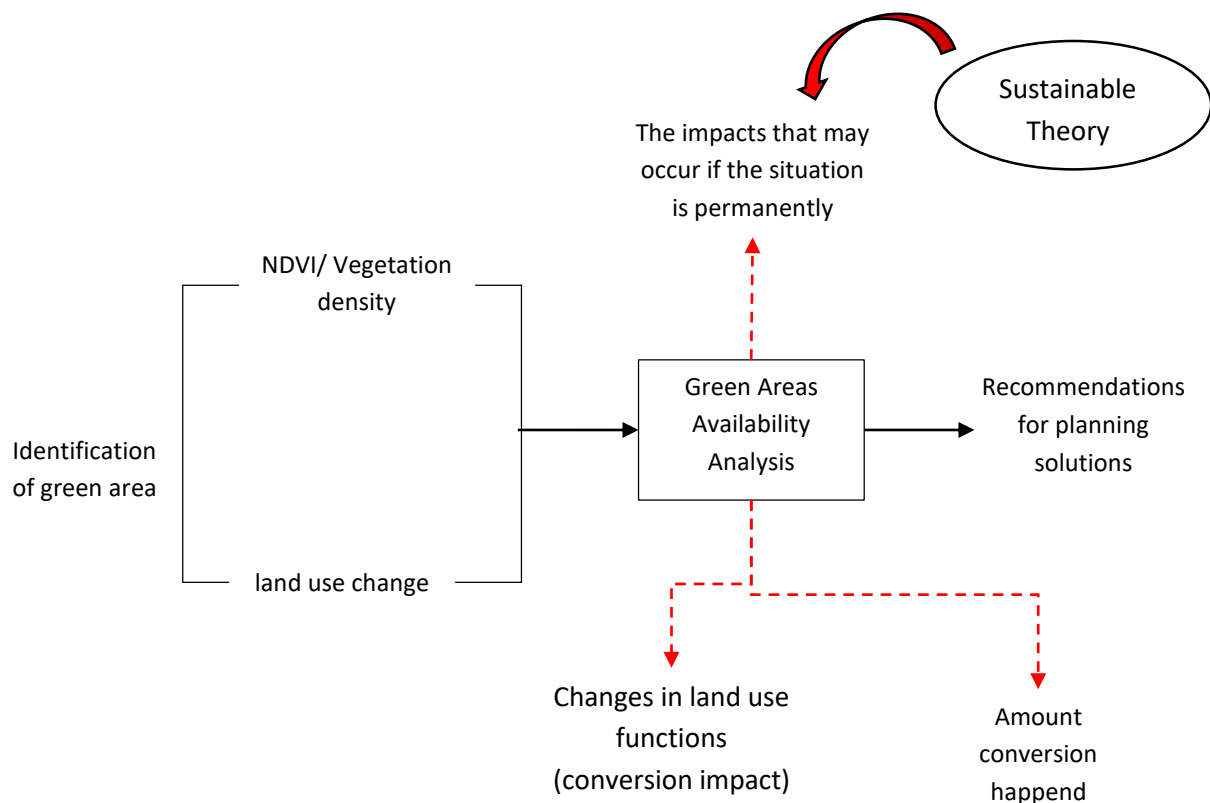 Sustainable
Theory
The impacts that may
occur if the situation
is permanently
NDVI/ Vegetation
density
Identification
of green area
land use change
Green Areas
Availability
Analysis
Recommendations
for planning
solutions
Changes in land use
functions
(conversion impact)
Amount
conversion
happend